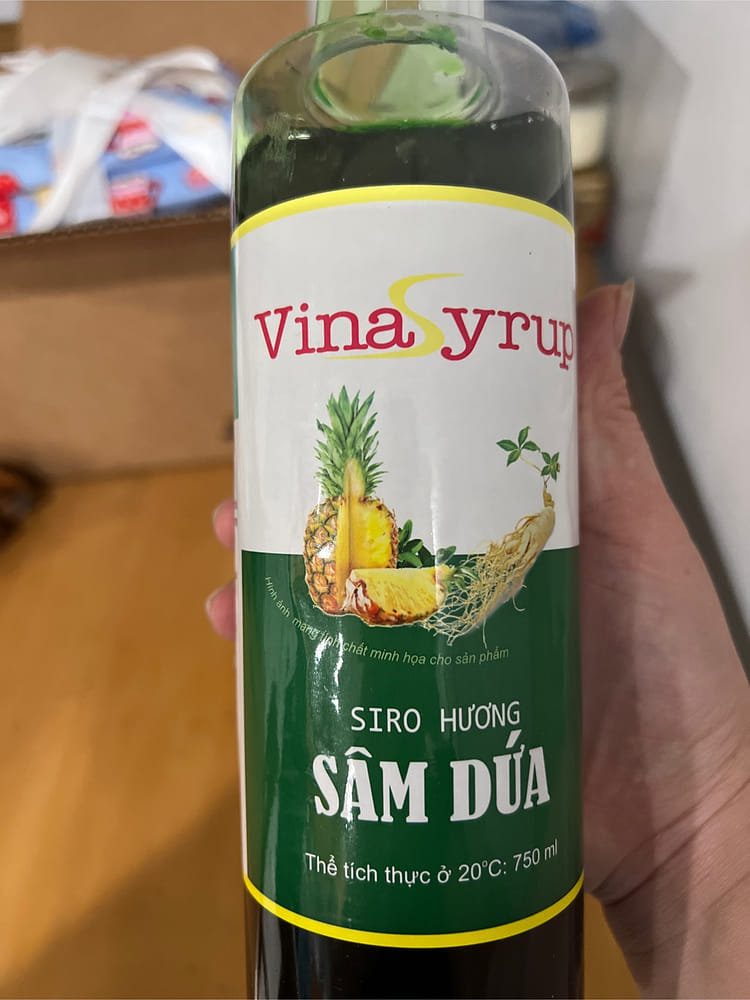 VinaSyrup
Hình ảnh mang tính chất minh họa cho sản phẩm
SIRO HƯƠNG
SÂM DỨA
Thể tích thực ở 20°C: 750 ml